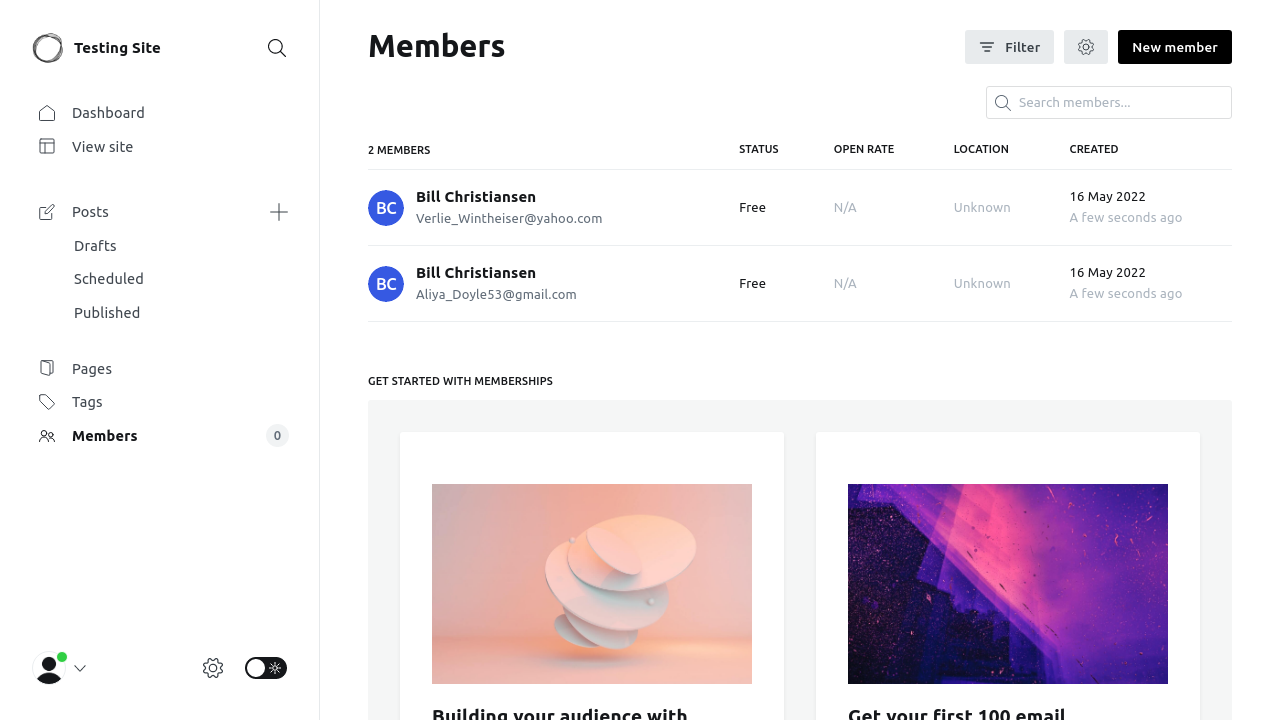 Testing Site
Dashboard
View site
Posts
Drafts
Scheduled
Published
Pages
Tags
Members
0
Members
Filter
New member
Search members...
2 MEMBERS
STATUS
OPEN RATE
LOCATION
CREATED
BC
Bill Christiansen
Verlie_Wintheiser@yahoo.com
Free
N/A
Unknown
16 May 2022
A few seconds ago
BC
Bill Christiansen
Aliya_Doyle53@gmail.com
Free
N/A
Unknown
16 May 2022
A few seconds ago
GET STARTED WITH MEMBERSHIPS
Building your audience with
Get your first 100 email